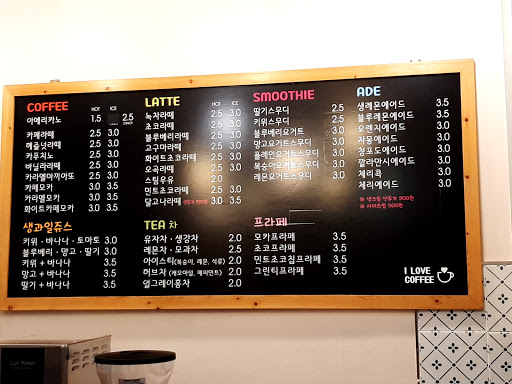 COFFEE HOT ICE
아메리카노 1.5 2.5
카페라떼 2.5 3.0
헤즐넛라떼 2.5 3.0
카푸치노 2.5 3.0
바닐라라떼 2.5 3.0
카라멜마끼아또 2.5 3.0
카페모카 3.0 3.5
카라멜모카 3.0 3.5
화이트카페모카 3.0 3.5
생과일쥬스
키위 · 바나나 · 토마토 3.0
블루베리 · 망고 · 딸기 3.0
키위 + 바나나 3.5
망고 + 바나나 3.5
딸기 + 바나나 3.5
LATTE HOT ICE
녹차라떼 2.5 3.0
초코라떼 2.5 3.0
블루베리라떼 2.5 3.0
고구마라떼 2.5 3.0
화이트초코라떼 2.5 3.0
오곡라떼 2.5 3.0
스팀우유 2.0
민트초코라떼 2.5 3.0
달고나라떼
TEA 차
유자차 · 생강차 2.0
레몬차 · 모과차 2.5
아이스티(복숭아, 레몬, 석류) 2.0
허브차 (캐모마일, 페퍼민트) 2.0
얼그레이홍차 2.0
SMOOTHIE
딸기스무디 2.5
키위스무디 2.5
블루베리요거트 3.0
망고요거트스무디 3.0
플레인요거트스무디 3.0
복숭아요거트스무디 3.0
레몬요거트스무디 3.0
프라페
모카프라페 3.5
초코프라페 3.5
민트초코칩프라페 3.5
그린티프라페 3.5
ADE
생레몬에이드 3.5
블루레몬에이드 3.5
오렌지에이드 3.0
자몽에이드 3.0
청포도에이드 3.0
깔라만시에이드 3.0
체리콕 3.0
체리에이드 3.0
I LOVE
COFFEE